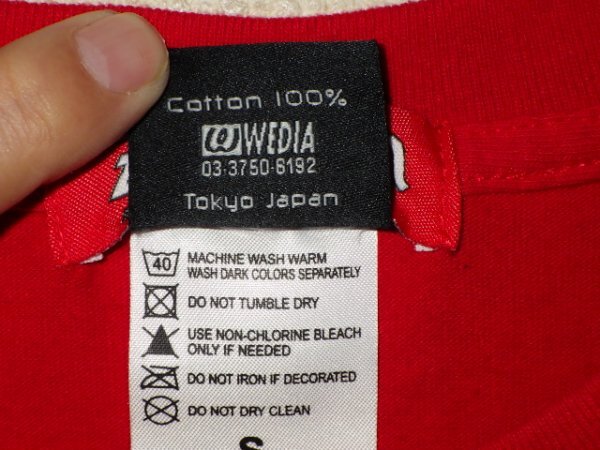 Cotton 100%
WEDIA
03-3750-6192
Tokyo Japan
40
MACHINE WASH WARM
WASH DARK COLORS SEPARATELY
DO NOT TUMBLE DRY
USE NON-CHLORINE BLEACH
ONLY IF NEEDED
DO NOT IRON IF DECORATED
DO NOT DRY CLEAN
S